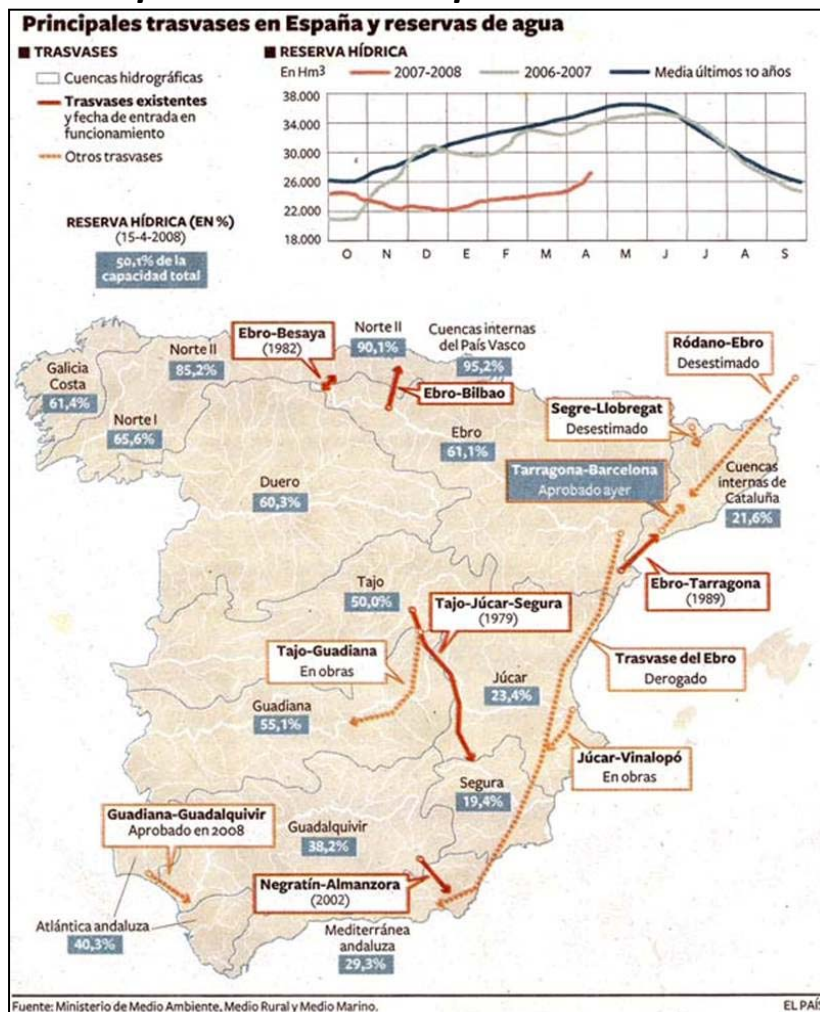 Principales trasvases en España y reservas de agua
TRASVASES
Cuencas hidrográficas
Trasvases existentes
y fecha de entrada en
funcionamiento
Otros trasvases
RESERVA HÍDRICA
En Hm3
2007-2008
2006-2007
Media últimos 10 años
38.000
34.000
30.000
26.000
22.000
18.000
O N D E F M A M J J A S
RESERVA HÍDRICA (EN %)
(15-4-2008)
50,1% de la
capacidad total
Galicia
Costa
61,4%
Norte II
85,2%
Norte I
65,6%
Ebro-Besaya
(1982)
Norte II
90,1%
Cuencas internas
del País Vasco
95,2%
Ebro-Bilbao
Ródano-Ebro
Desestimado
Segre-Llobregat
Desestimado
Ebro
61,1%
Duero
60,3%
Tarragona-Barcelona
Aprobado ayer
Cuencas
internas de
Cataluña
21,6%
Ebro-Tarragona
(1989)
Tajo
50,0%
Tajo-Júcar-Segura
(1979)
Tajo-Guadiana
En obras
Trasvase del Ebro
Derogado
Júcar
23,4%
Guadiana
55,1%
Júcar-Vinalopó
En obras
Segura
19,4%
Guadiana-Guadalquivir
Aprobado en 2008
Guadalquivir
38,2%
Negratín-Almanzora
(2002)
Atlántica andaluza
40,3%
Mediterránea
andaluza
29,3%
Fuente: Ministerio de Medio Ambiente, Medio Rural y Medio Marino.
EL PAÍS